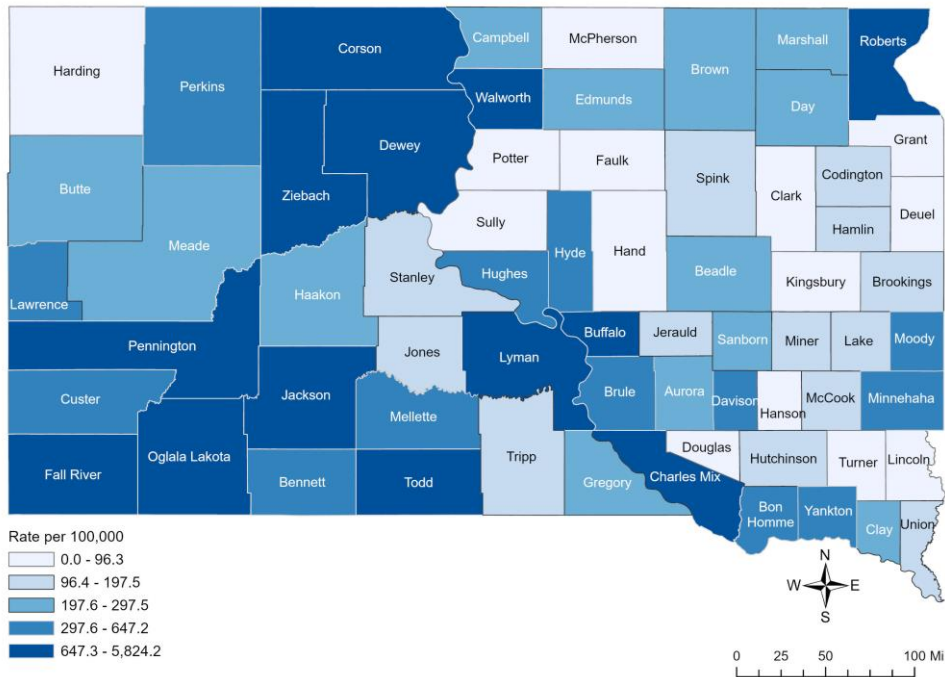 Campbell
McPherson
Marshall
Roberts
Corson
Harding
Perkins
Brown
Walworth
Edmunds
Day
Dewey
Grant
Potter
Faulk
Codington
Spink
Butte
Ziebach
Clark
Deuel
Sully
Hamlin
Meade
Hand
Hyde
Stanley
Hughes
Beadle
Kingsbury
Brookings
Haakon
Lawrence
Buffalo
Jerauld
Sanborn
Miner
Lake
Moody
Pennington
Jones
Lyman
Jackson
Brule
Aurora
Davison
McCook
Minnehaha
Custer
Hanson
Mellette
Douglas
Tripp
Hutchinson
Turner
Lincoln
Fall River
Oglala Lakota
Charles Mix
Bennett
Todd
Gregory
Bon
Homme
Yankton
Clay
Union
Rate per 100,000
0.0 - 96.3
96.4 - 197.5
197.6 - 297.5
297.6 - 647.2
647.3 - 5,824.2
N
W E
S
0 25 50 100 Mi